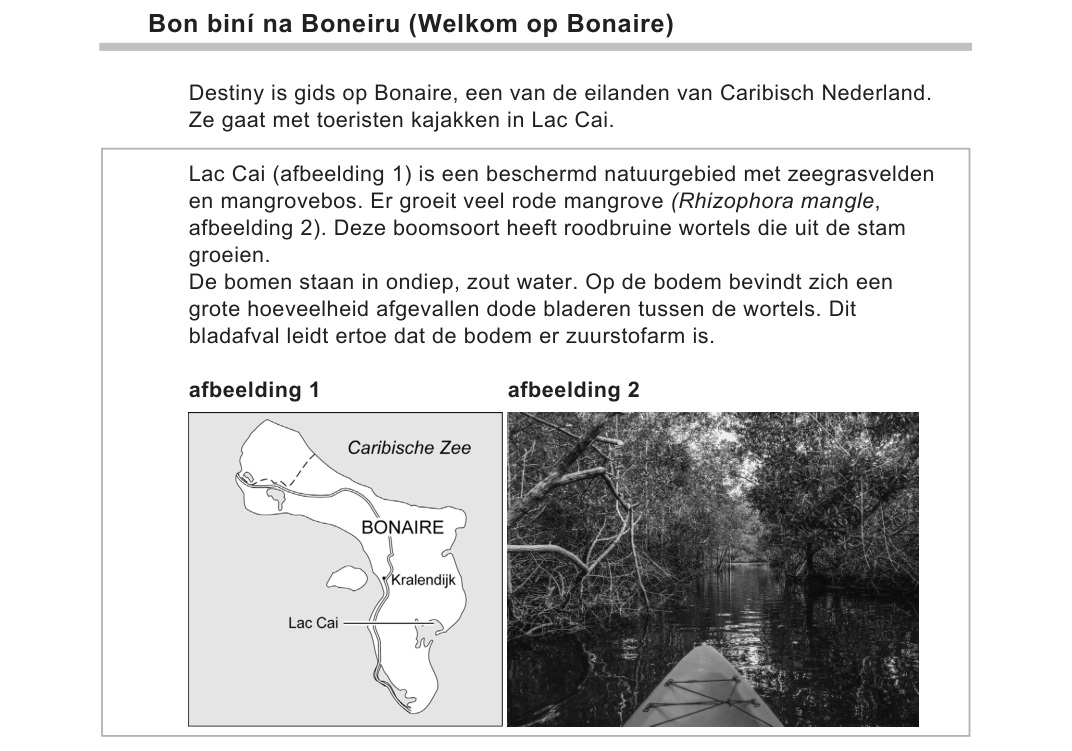 Bon biní na Boneiru (Welkom op Bonaire)
Destiny is gids op Bonaire, een van de eilanden van Caribisch Nederland.
Ze gaat met toeristen kajakken in Lac Cai.
Lac Cai (afbeelding 1) is een beschermd natuurgebied met zeegrasvelden
en mangrovebos. Er groeit veel rode mangrove (Rhizophora mangle,
afbeelding 2). Deze boomsoort heeft roodbruine wortels die uit de stam
groeien.
De bomen staan in ondiep, zout water. Op de bodem bevindt zich een
grote hoeveelheid afgevallen dode bladeren tussen de wortels. Dit
bladafval leidt ertoe dat de bodem er zuurstofarm is.
afbeelding 1
afbeelding 2
Caribische Zee
BONAIRE
Kralendijk
Lac Cai